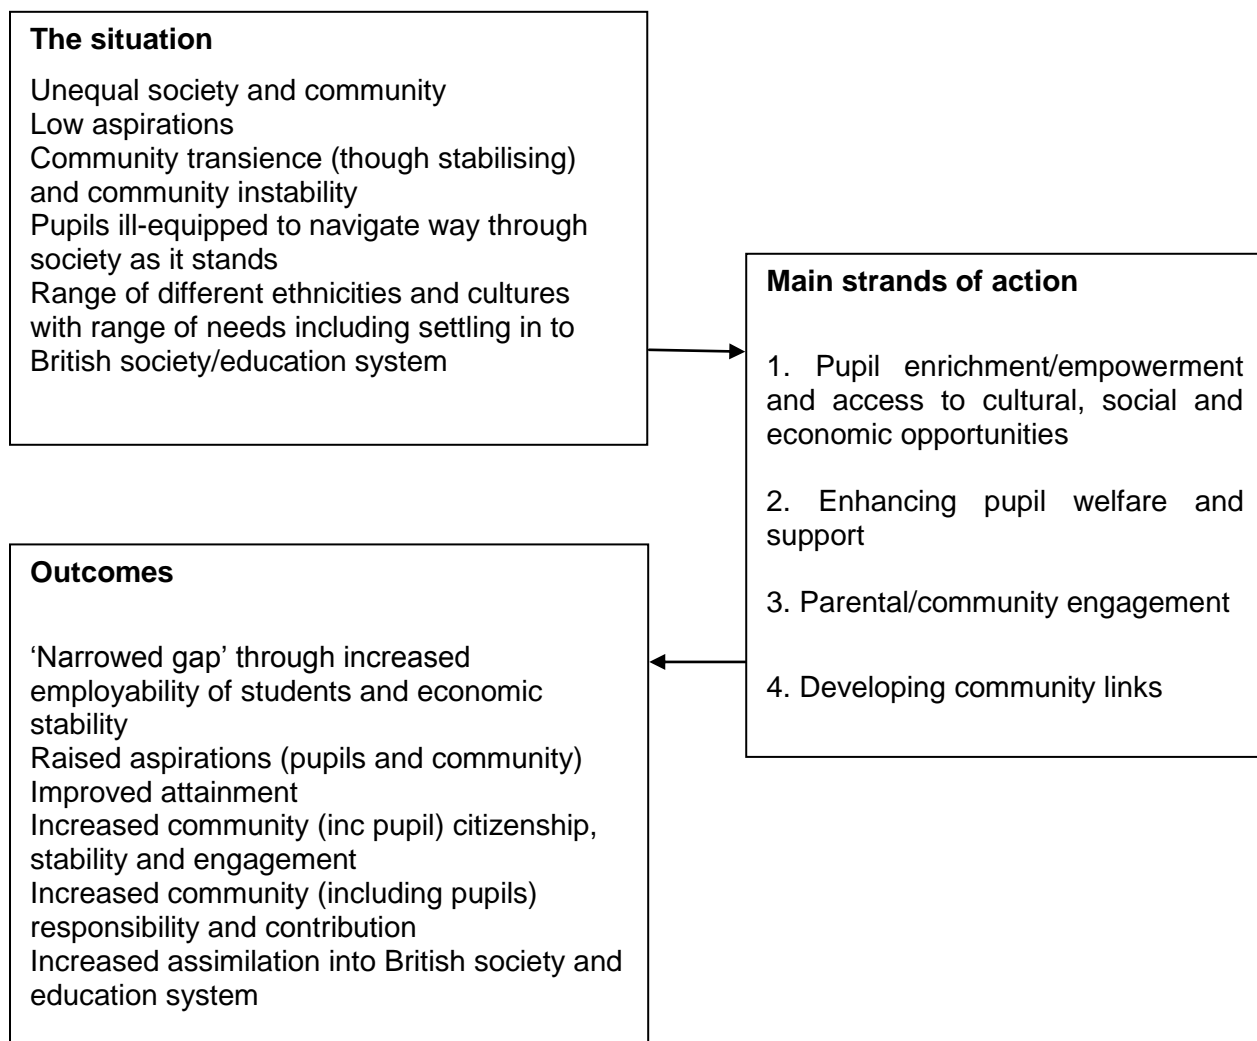 The situation
Unequal society and community
Low aspirations
Community transience (though stabilising)
and community instability
Pupils ill-equipped to navigate way through
society as it stands
Range of different ethnicities and cultures
with range of needs including settling in to
British society/education system
Main strands of action
1. Pupil enrichment/empowerment
and access to cultural, social and
economic opportunities
2. Enhancing pupil welfare and
support
3. Parental/community engagement
4. Developing community links
Outcomes
‘Narrowed gap’ through increased
employability of students and economic
stability
Raised aspirations (pupils and community)
Improved attainment
Increased community (inc pupil) citizenship,
stability and engagement
Increased community (including pupils)
responsibility and contribution
Increased assimilation into British society and
education system